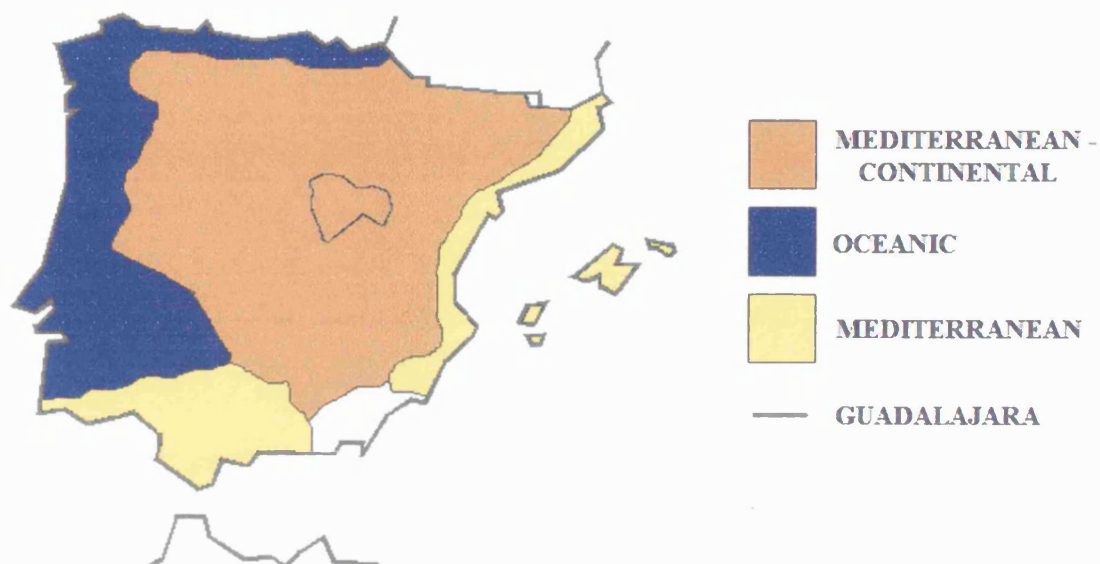 MEDITERRANEAN -
CONTINENTAL
OCEANIC
MEDITERRANEAN
GUADALAJARA